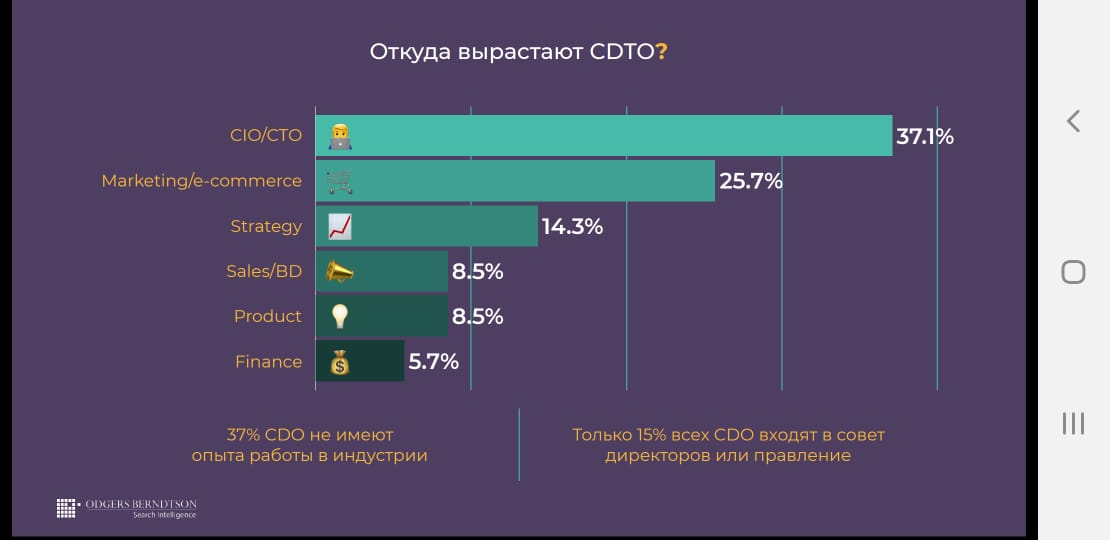 Откуда вырастают CDTO?
CIO/CTO
37.1%
Marketing/e-commerce
25.7%
Strategy
14.3%
Sales/BD
8.5%
Product
8.5%
Finance
5.7%
37% CDO не имеют
опыта работы в индустрии
Только 15% всех CDO входят в совет
директоров или правление
ODGERS BERNDTSON
Search intelligence